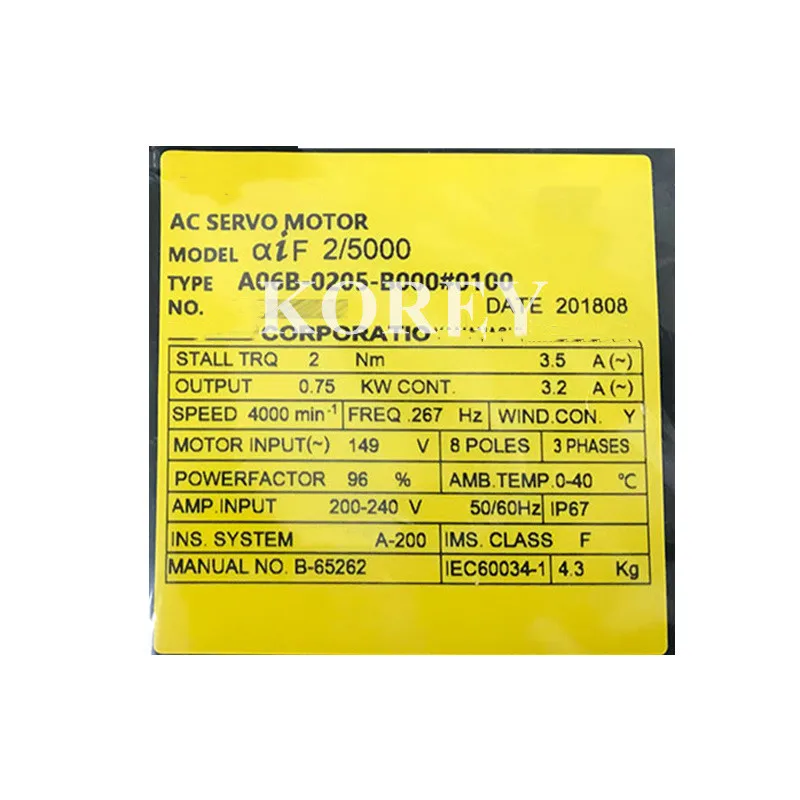 AC SERVO MOTOR
MODEL αiF 2/5000
TYPE A06B-0205-B000#0100
NO. DATE 201808
KOREY
CORPORATIO
STALL TRQ 2 Nm 3.5 A(~)
OUTPUT 0.75 KW CONT. 3.2 A(~)
SPEED 4000 min⁻¹ FREQ .267 Hz WIND.CON. Y
MOTOR INPUT(~) 149 V 8 POLES 3 PHASES
POWERFACTOR 96 % AMB.TEMP.0-40 ℃
AMP.INPUT 200-240 V 50/60Hz IP67
INS. SYSTEM A-200 IMS. CLASS F
MANUAL NO. B-65262 IEC60034-1 4.3 Kg